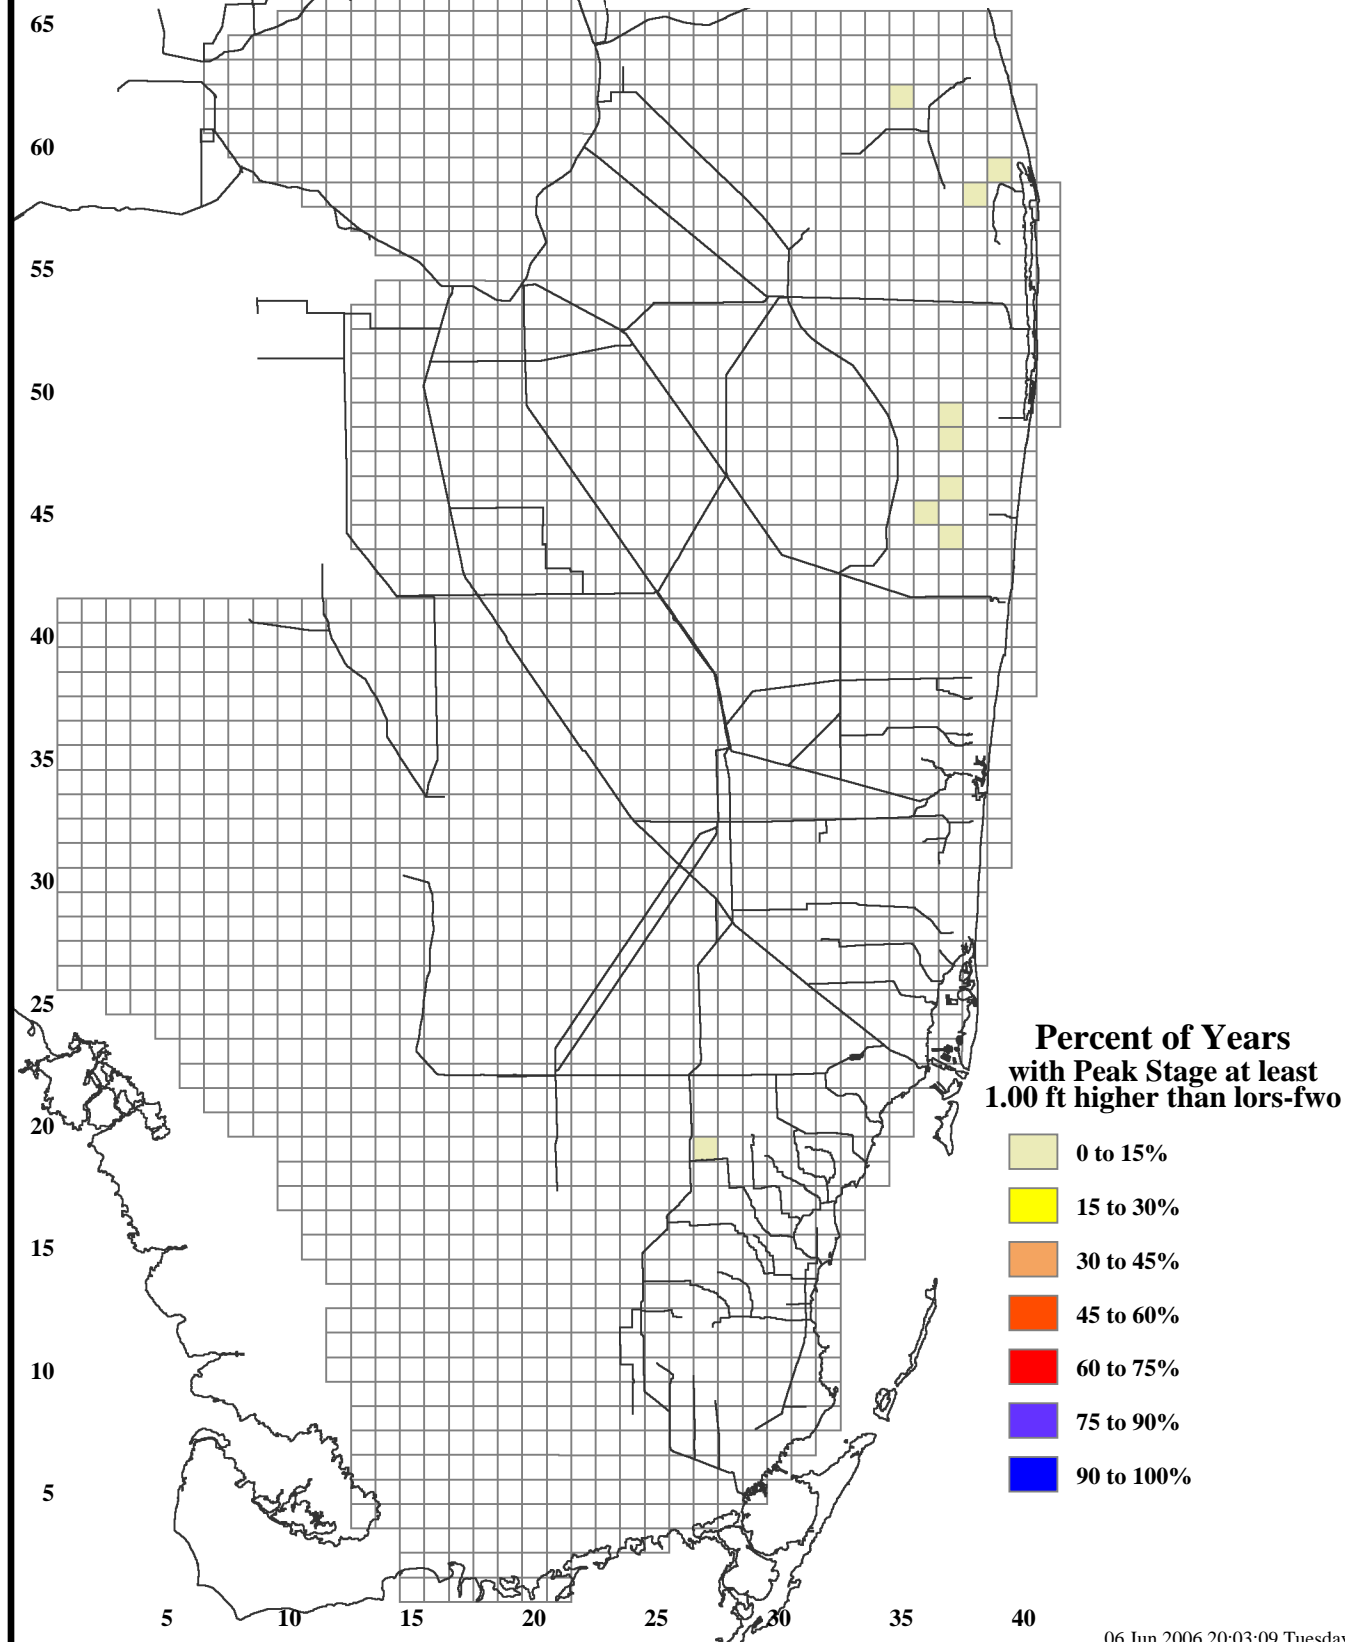 65
60
55
50
45
40
35
30
25
20
15
10
5
5 10 15 20 25 30 35 40
Percent of Years
with Peak Stage at least
1.00 ft higher than lors-fwo
0 to 15%
15 to 30%
30 to 45%
45 to 60%
60 to 75%
75 to 90%
90 to 100%
06 Jun 2006 20:03:09 Tuesday